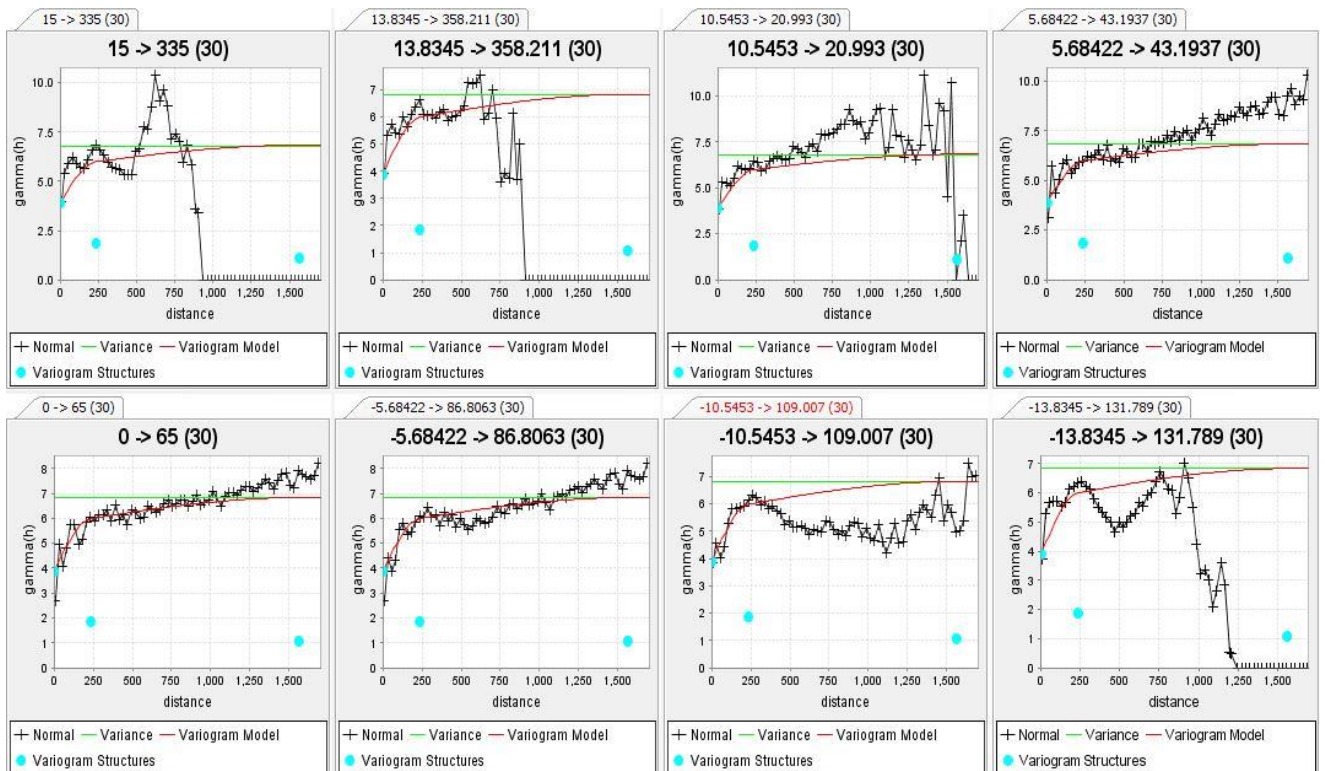 15 -> 335 (30)
15 -> 335 (30)
gamma(h)
10.0
7.5
5.0
2.5
0.0
0 250 500 750 1,000 1,250 1,500
distance
Normal Variance Variogram Model
Variogram Structures
13.8345 -> 358.211 (30)
13.8345 -> 358.211 (30)
gamma(h)
7
6
5
4
3
2
1
0
0 250 500 750 1,000 1,250 1,500
distance
Normal Variance Variogram Model
Variogram Structures
10.5453 -> 20.993 (30)
10.5453 -> 20.993 (30)
gamma(h)
10.0
7.5
5.0
2.5
0.0
0 250 500 750 1,000 1,250 1,500
distance
Normal Variance Variogram Model
Variogram Structures
5.68422 -> 43.1937 (30)
5.68422 -> 43.1937 (30)
gamma(h)
10.0
7.5
5.0
2.5
0.0
0 250 500 750 1,000 1,250 1,500
distance
Normal Variance Variogram Model
Variogram Structures
0 -> 65 (30)
0 -> 65 (30)
gamma(h)
8
7
6
5
4
3
2
1
0
0 250 500 750 1,000 1,250 1,500
distance
Normal Variance Variogram Model
Variogram Structures
-5.68422 -> 86.8063 (30)
-5.68422 -> 86.8063 (30)
gamma(h)
8
7
6
5
4
3
2
1
0
0 250 500 750 1,000 1,250 1,500
distance
Normal Variance Variogram Model
Variogram Structures
-10.5453 -> 109.007 (30)
-10.5453 -> 109.007 (30)
gamma(h)
7
6
5
4
3
2
1
0
0 250 500 750 1,000 1,250 1,500
distance
Normal Variance Variogram Model
Variogram Structures
-13.8345 -> 131.789 (30)
-13.8345 -> 131.789 (30)
gamma(h)
7
6
5
4
3
2
1
0
0 250 500 750 1,000 1,250 1,500
distance
Normal Variance Variogram Model
Variogram Structures